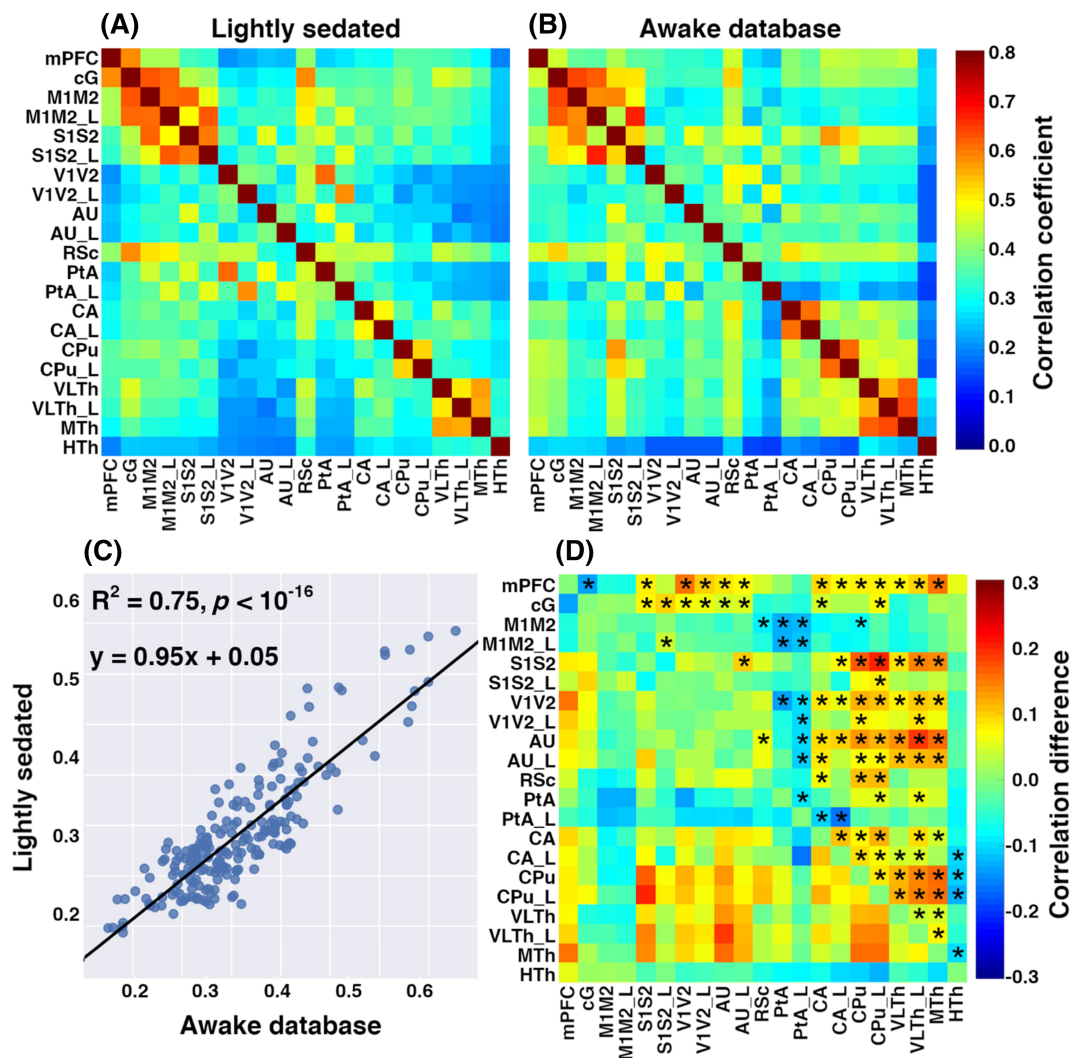 (A) Lightly sedated
(B) Awake database
mPFC
cG
M1M2
M1M2_L
S1S2
S1S2_L
V1V2
V1V2_L
AU
AU_L
RSc
PtA
PtA_L
CA
CA_L
CPu
CPu_L
VLTh
VLTh_L
MTh
HTh
mPFC cG M1M2 M1M2_L S1S2 S1S2_L V1V2 V1V2_L AU AU_L RSc PtA PtA_L CA CA_L CPu CPu_L VLTh VLTh_L MTh HTh
mPFC cG M1M2 M1M2_L S1S2 S1S2_L V1V2 V1V2_L AU AU_L RSc PtA PtA_L CA CA_L CPu CPu_L VLTh VLTh_L MTh HTh
0.8
0.7
0.6
0.5
0.4
0.3
0.2
0.1
0.0
Correlation coefficient
(C)
R² = 0.75, p < 10⁻¹⁶
y = 0.95x + 0.05
Lightly sedated
0.6
0.5
0.4
0.3
0.2
0.2 0.3 0.4 0.5 0.6
Awake database
(D)
mPFC
cG
M1M2
M1M2_L
S1S2
S1S2_L
V1V2
V1V2_L
AU
AU_L
RSc
PtA
PtA_L
CA
CA_L
CPu
CPu_L
VLTh
VLTh_L
MTh
HTh
mPFC cG M1M2 M1M2_L S1S2 S1S2_L V1V2 V1V2_L AU AU_L RSc PtA PtA_L CA CA_L CPu CPu_L VLTh VLTh_L MTh HTh
0.3
0.2
0.1
0.0
-0.1
-0.2
-0.3
Correlation difference